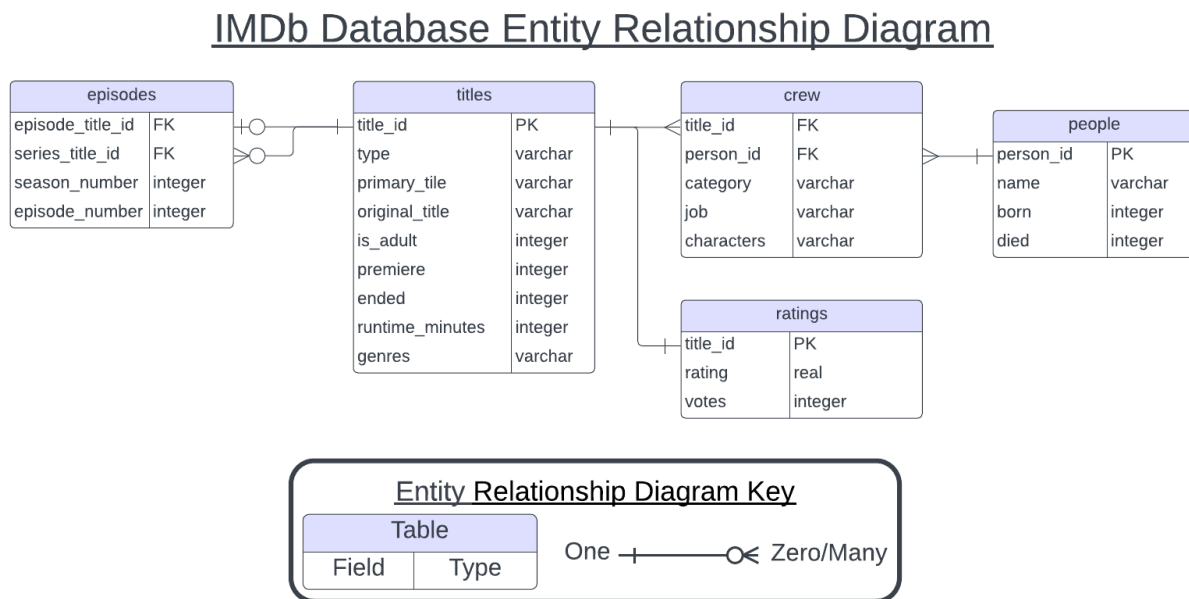 IMDb Database Entity Relationship Diagram
episodes
episode_title_id FK
series_title_id FK
season_number integer
episode_number integer
titles
title_id PK
type varchar
primary_tile varchar
original_title varchar
is_adult integer
premiere integer
ended integer
runtime_minutes integer
genres varchar
crew
title_id FK
person_id FK
category varchar
job varchar
characters varchar
people
person_id PK
name varchar
born integer
died integer
ratings
title_id PK
rating real
votes integer
Entity Relationship Diagram Key
Table
Field Type
One Zero/Many